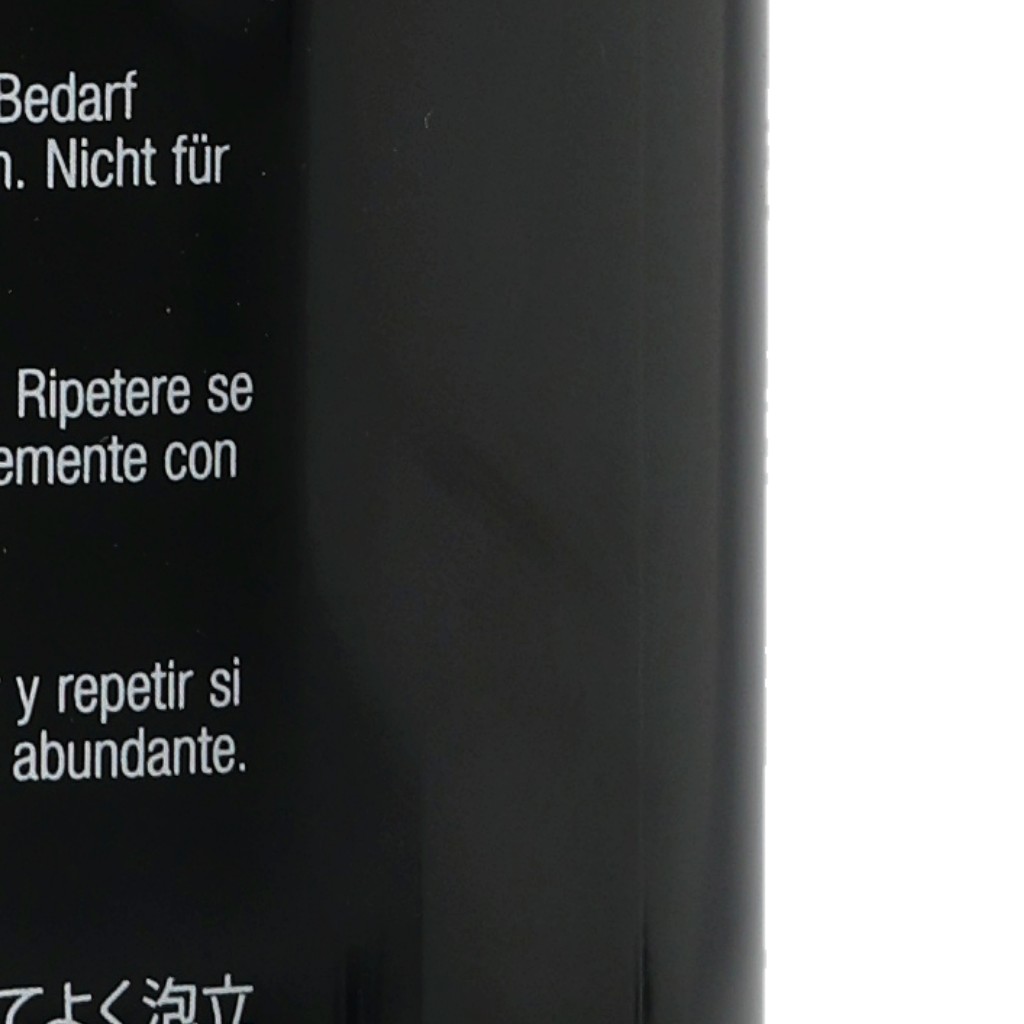 Bedarf
n. Nicht für
Ripetere se
emente con
y repetir si
abundante.
てよく泡立